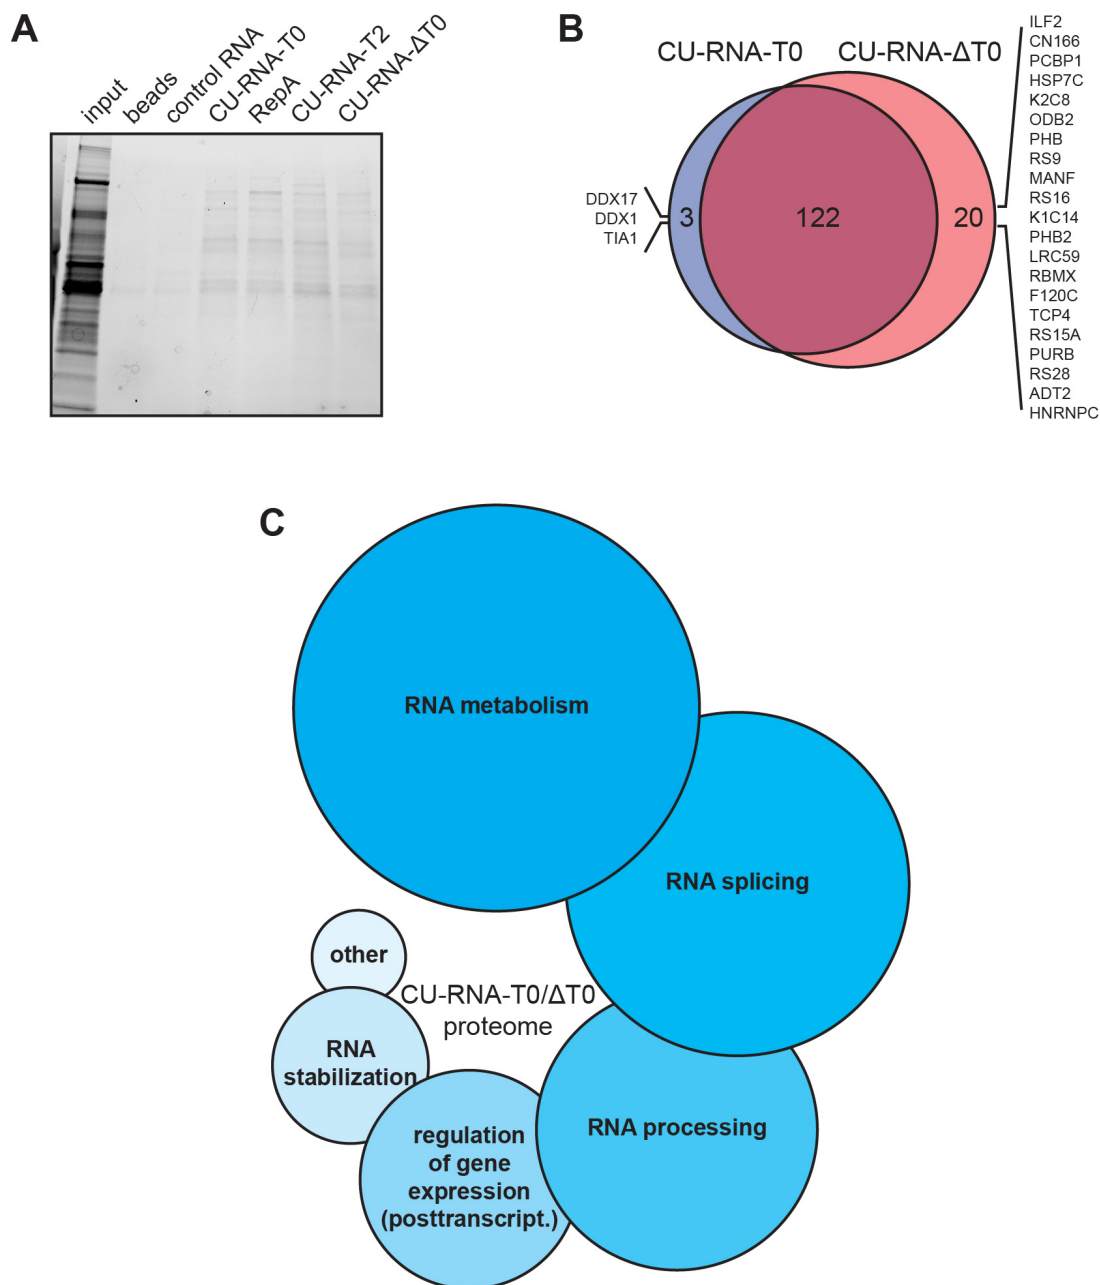 A
input
beads
control RNA
CU-RNA-T0
RepA
CU-RNA-T2
CU-RNA-ΔT0
B
CU-RNA-T0
CU-RNA-ΔT0
DDX17
DDX1
TIA1
3
122
20
ILF2
CN166
PCBP1
HSP7C
K2C8
ODB2
PHB
RS9
MANF
RS16
K1C14
PHB2
LRC59
RBMX
F120C
TCP4
RS15A
PURB
RS28
ADT2
HNRNPC
C
RNA metabolism
RNA splicing
other
CU-RNA-T0/ΔT0
proteome
RNA
stabilization
RNA processing
regulation
of gene
expression
(posttranscript.)